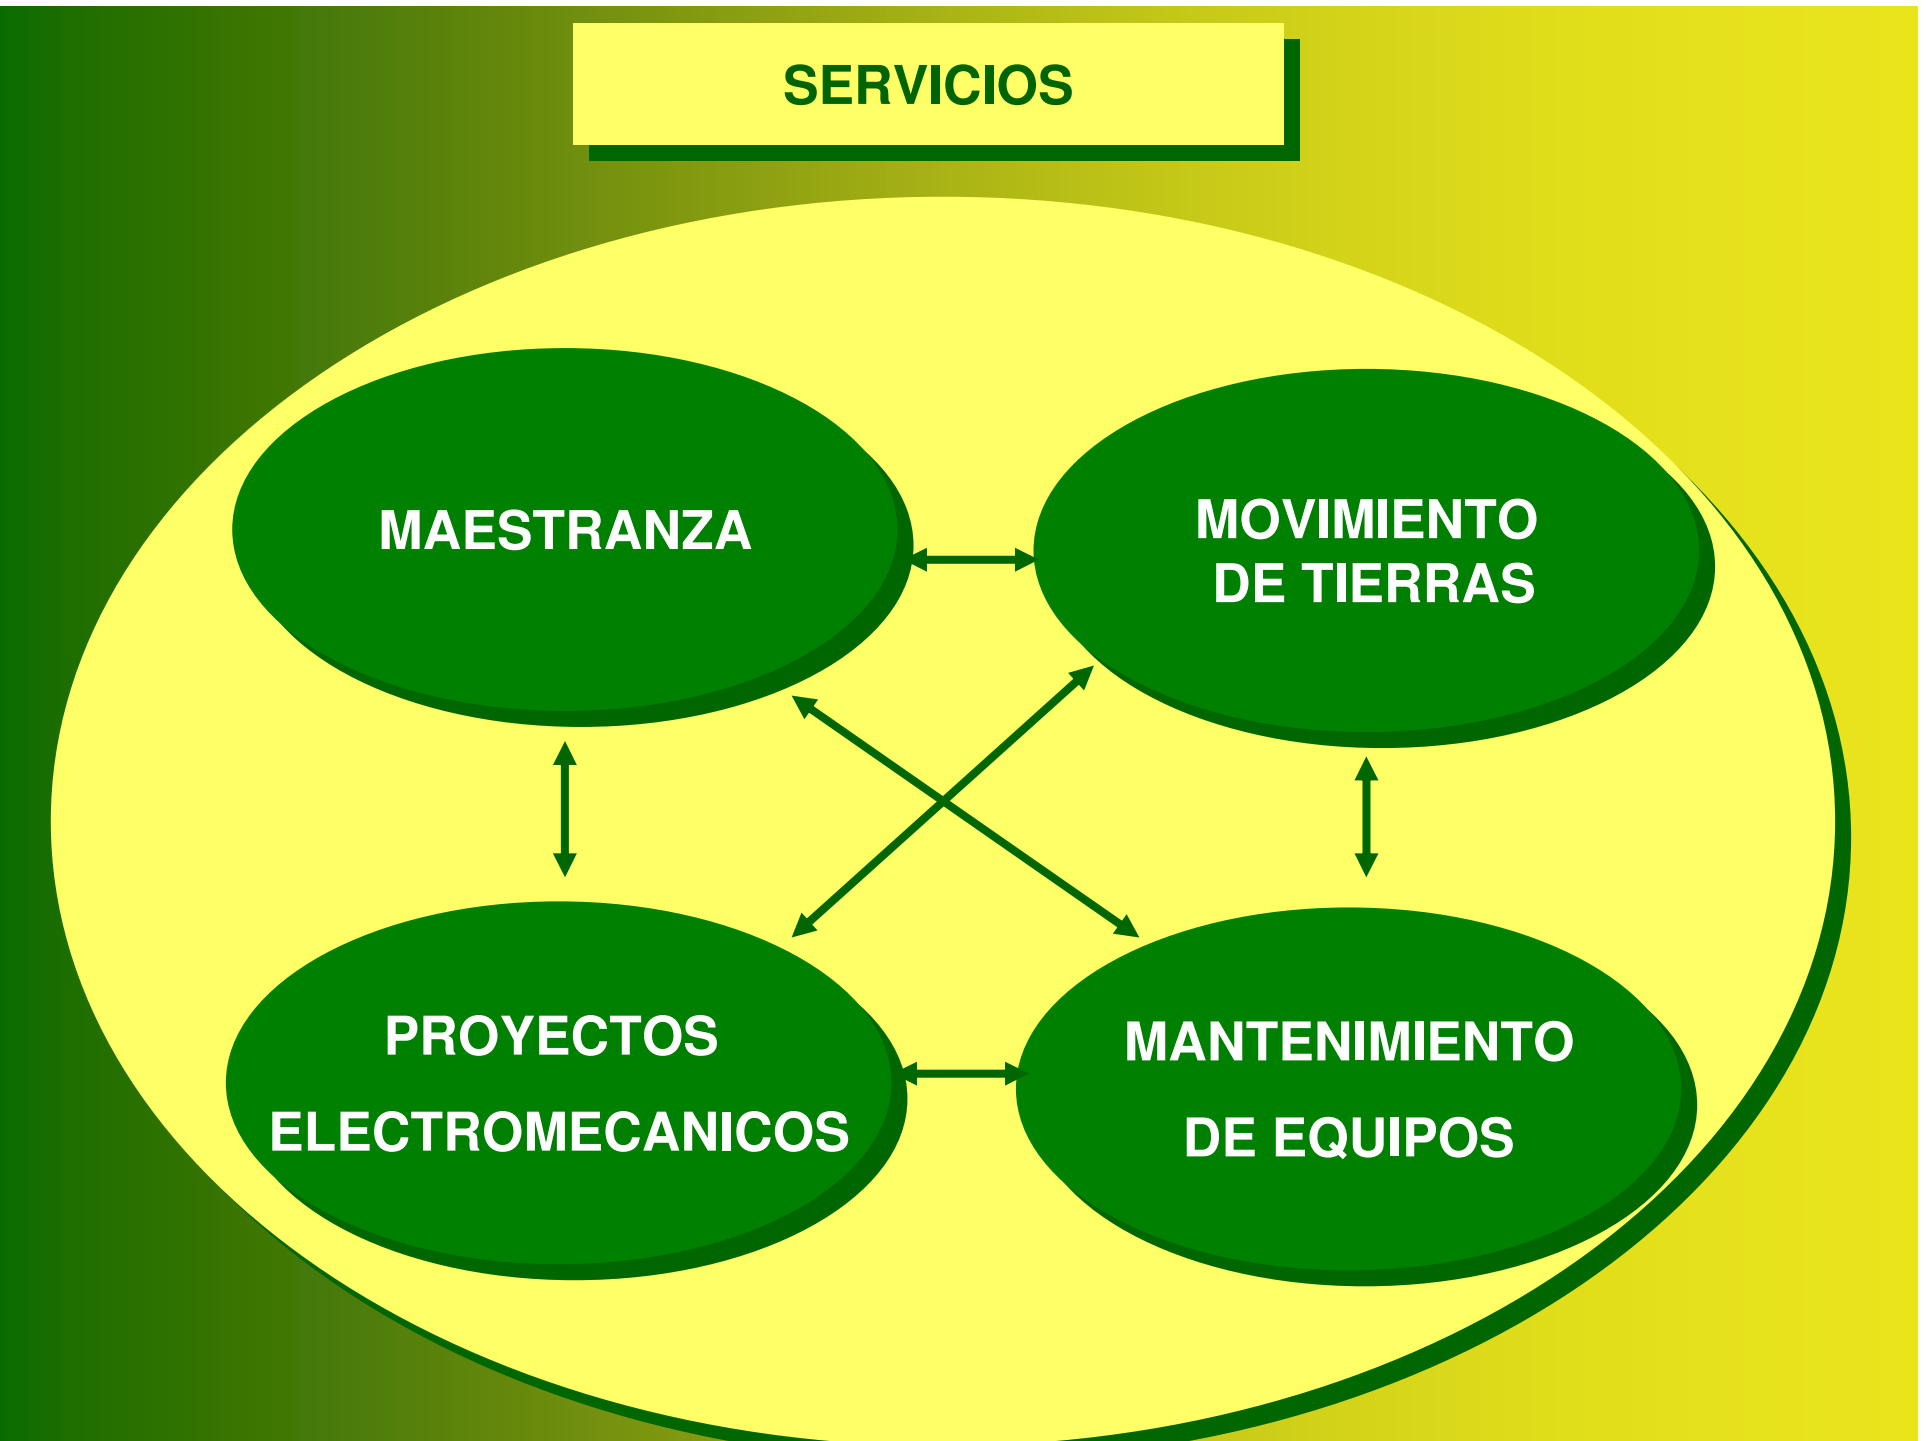 SERVICIOS
MAESTRANZA
MOVIMIENTO
DE TIERRAS
PROYECTOS
ELECTROMECANICOS
MANTENIMIENTO
DE EQUIPOS